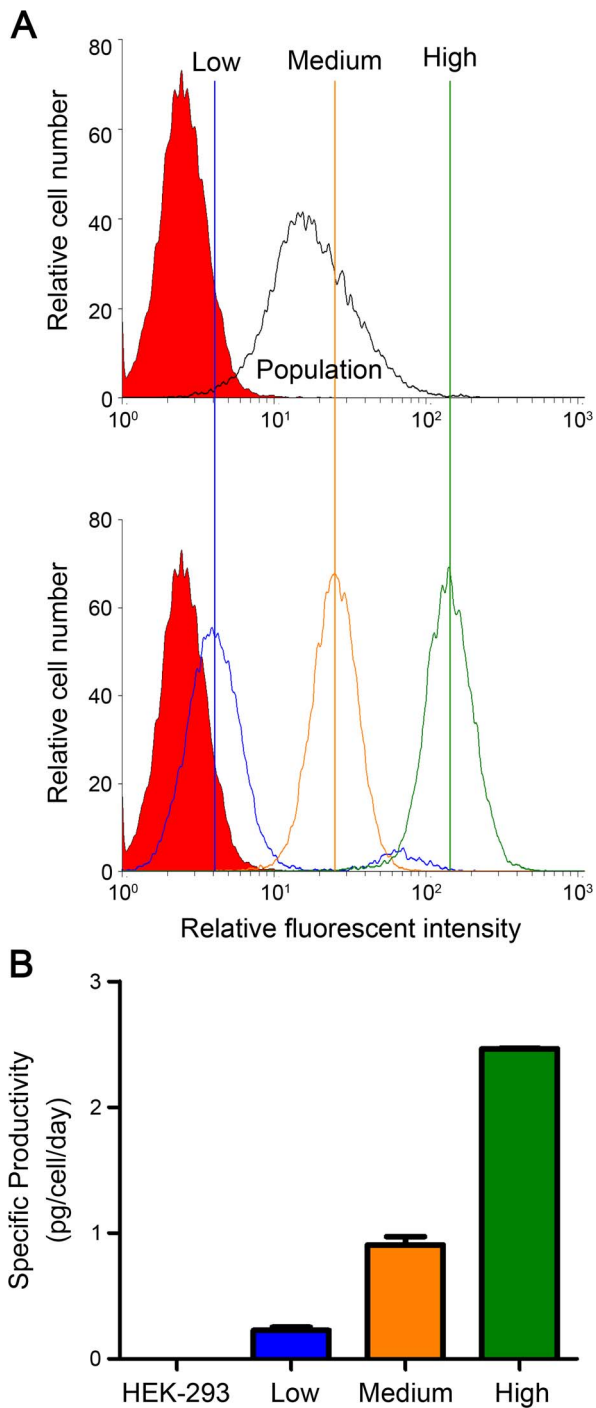 A
Low Medium High
Relative cell number
80
60
40
20
0
Population
10⁰ 10¹ 10² 10³
Relative cell number
80
60
40
20
0
10⁰ 10¹ 10² 10³
Relative fluorescent intensity
B
Specific Productivity
(pg/cell/day)
3
2
1
0
HEK-293 Low Medium High